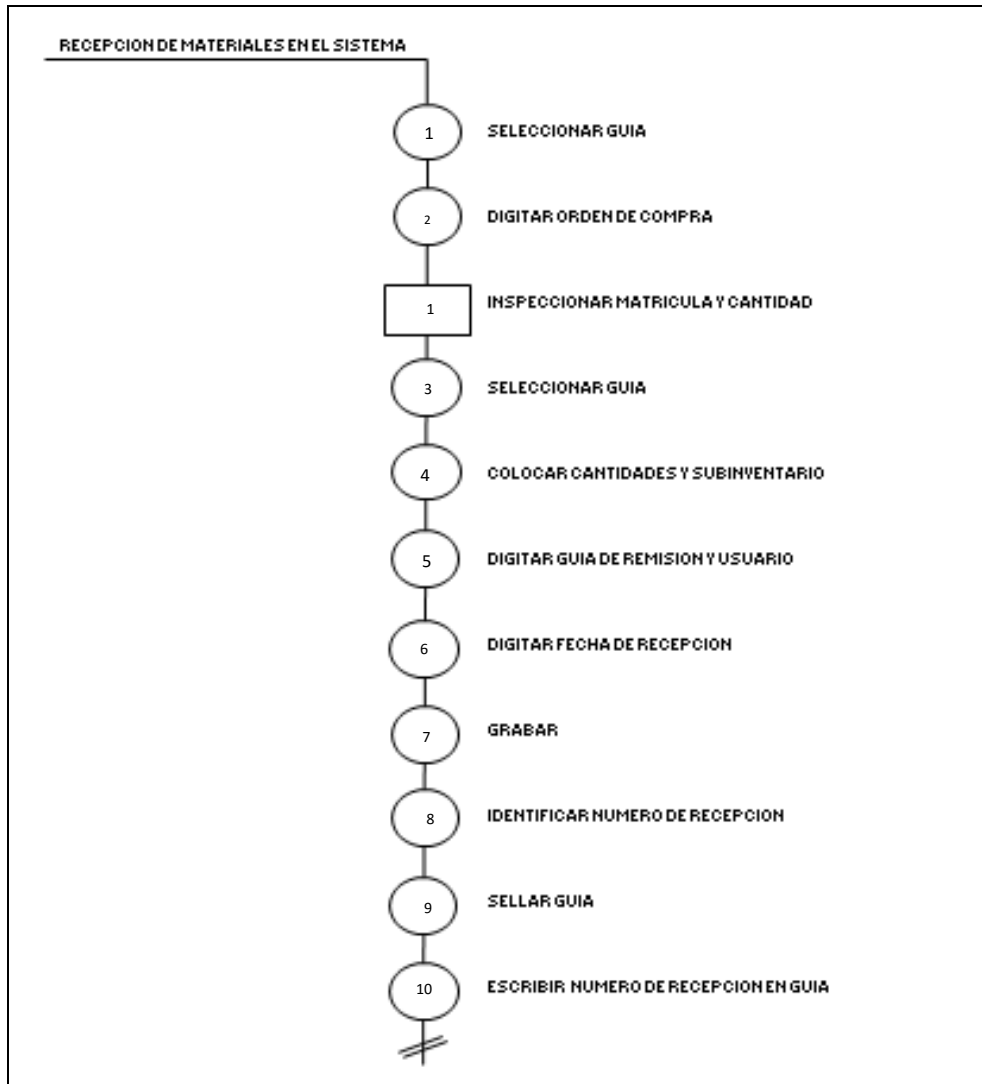 RECEPCION DE MATERIALES EN EL SISTEMA
1 SELECCIONAR GUIA
2 DIGITAR ORDEN DE COMPRA
1 INSPECCIONAR MATRICULA Y CANTIDAD
3 SELECCIONAR GUIA
4 COLOCAR CANTIDADES Y SUBINVENTARIO
5 DIGITAR GUIA DE REMISION Y USUARIO
6 DIGITAR FECHA DE RECEPCION
7 GRABAR
8 IDENTIFICAR NUMERO DE RECEPCION
9 SELLAR GUIA
10 ESCRIBIR NUMERO DE RECEPCION EN GUIA